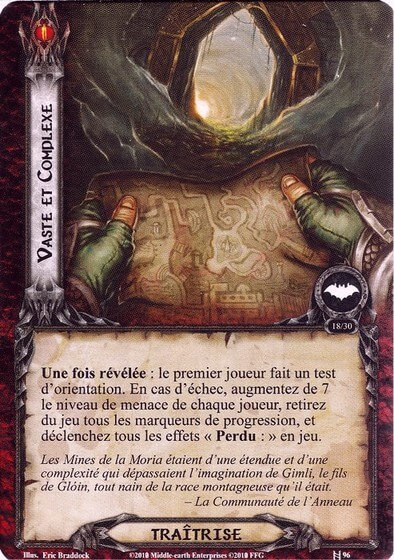 VASTE ET COMPLEXE
18/30
Une fois révélée : le premier joueur fait un test
d'orientation. En cas d'échec, augmentez de 7
le niveau de menace de chaque joueur, retirez
du jeu tous les marqueurs de progression, et
déclenchez tous les effets « Perdu : » en jeu.
Les Mines de la Moria étaient d'une étendue et d'une
complexité qui dépassaient l'imagination de Gimli, le fils
de Glóin, tout nain de la race montagneuse qu'il était.
– La Communauté de l'Anneau
TRAÎTRISE
Illus. Eric Braddock
©2010 Middle-earth Enterprises ©2010 FFG
96